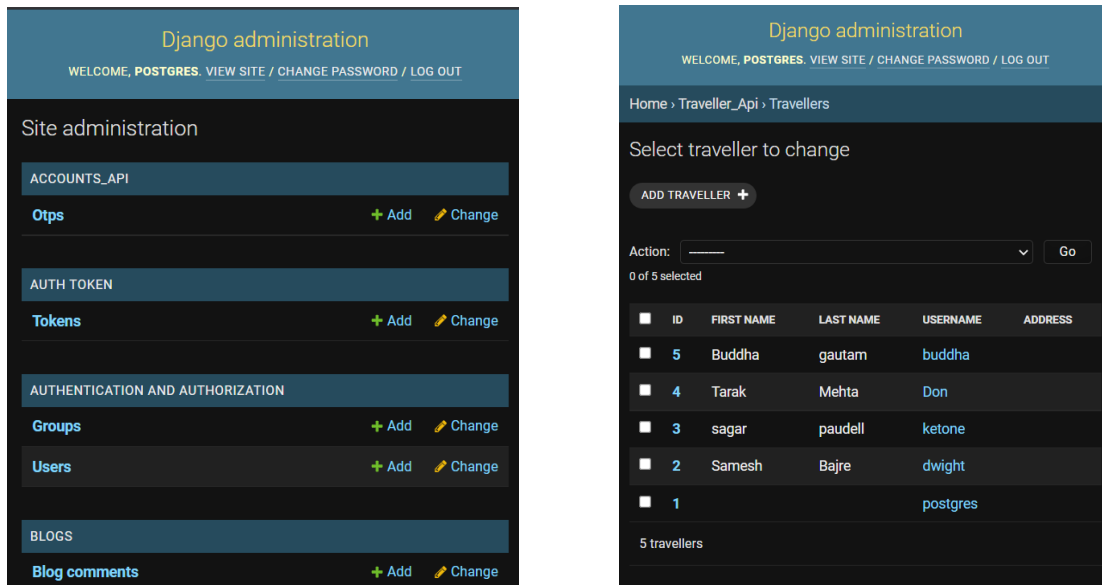 Django administration
WELCOME, POSTGRES. VIEW SITE / CHANGE PASSWORD / LOG OUT
Site administration
ACCOUNTS_API
Otps Add Change
AUTH TOKEN
Tokens Add Change
AUTHENTICATION AND AUTHORIZATION
Groups Add Change
Users Add Change
BLOGS
Blog comments Add Change
Django administration
WELCOME, POSTGRES. VIEW SITE / CHANGE PASSWORD / LOG OUT
Home › Traveller_Api › Travellers
Select traveller to change
ADD TRAVELLER
Action: --------- Go
0 of 5 selected
ID FIRST NAME LAST NAME USERNAME ADDRESS
5 Buddha gautam buddha
4 Tarak Mehta Don
3 sagar paudell ketone
2 Samesh Bajre dwight
1 postgres
5 travellers